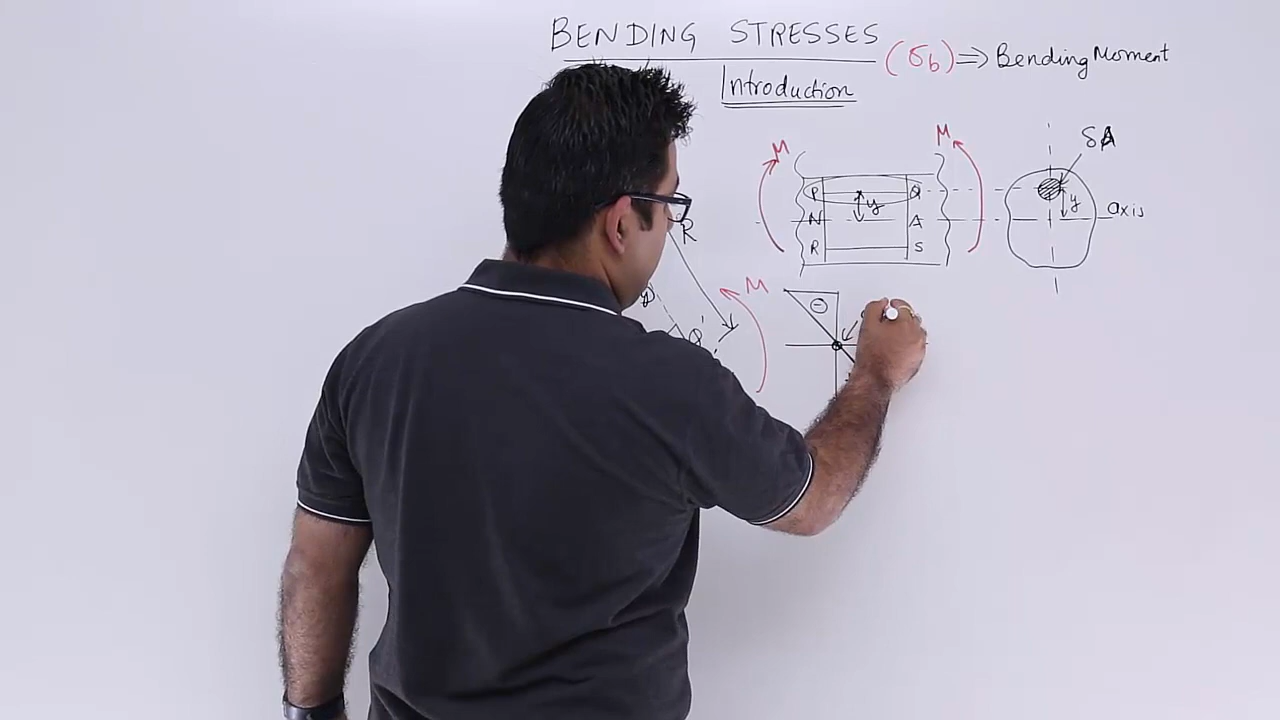 BENDING STRESSES (σb) ⇒ Bending Moment
Introduction
M
M
δA
P
Q
y
N
A
y
axis
R
S
R
M
⊖
Q'